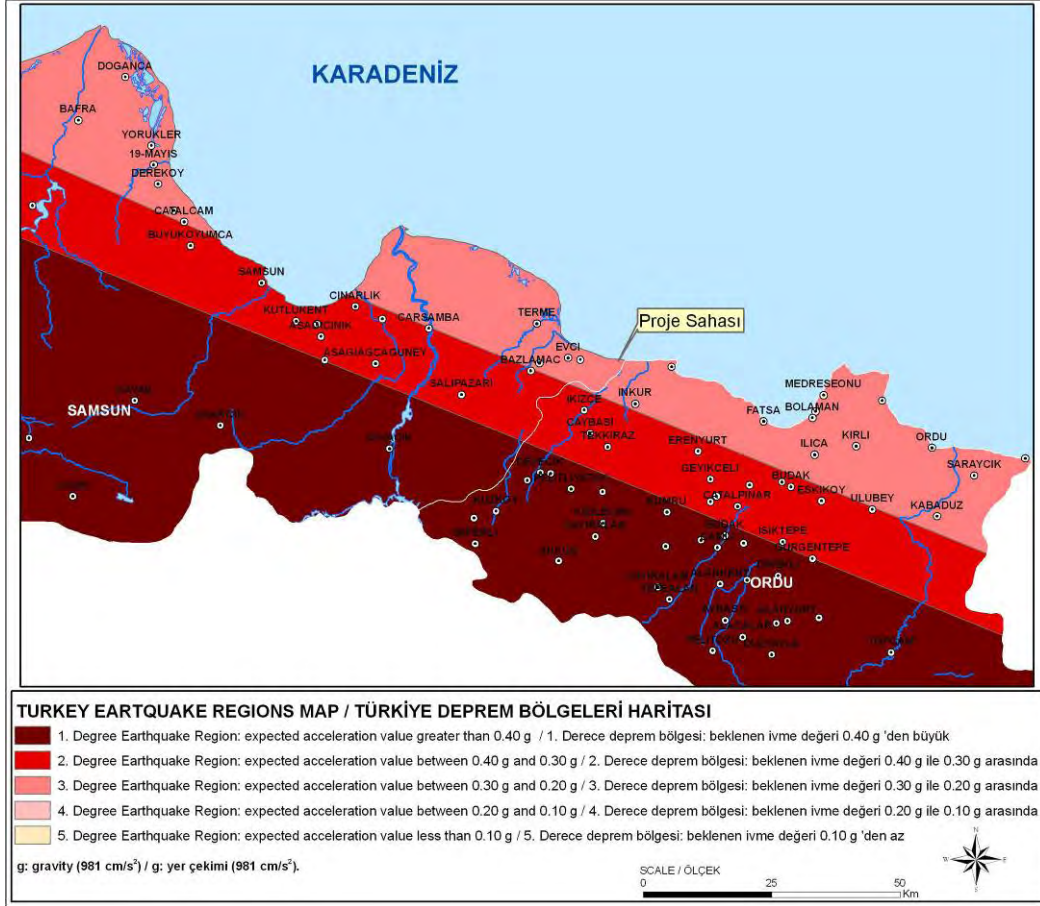 KARADENİZ
DOGANCA
BAFRA
YORUKLER
19-MAYIS
DEREKOY
CATALCAM
BUYUKOYUMCA
SAMSUN
CINARLIK
KUTLUKENT
ASAGICINIK
CARSAMBA
TERME
Proje Sahası
EVCI
BAZLAMAC
ASAGIAGCAGUNEY
SALIPAZARI
INKUR
IKIZCE
MEDRESEONU
BOLAMAN
FATSA
SAMSUN
CAYBASI
TEKKIRAZ
ERENYURT
ILICA
KIRLI
ORDU
SARAYCIK
GEYIKCELI
BUDAK
ESKIKOY
CATALPINAR
ULUBEY
KABADUZ
KUMRU
ISIKTEPE
GURGENTEPE
ORDU
TURKEY EARTQUAKE REGIONS MAP / TÜRKİYE DEPREM BÖLGELERİ HARİTASI
1. Degree Earthquake Region: expected acceleration value greater than 0.40 g / 1. Derece deprem bölgesi: beklenen ivme değeri 0.40 g 'den büyük
2. Degree Earthquake Region: expected acceleration value between 0.40 g and 0.30 g / 2. Derece deprem bölgesi: beklenen ivme değeri 0.40 g ile 0.30 g arasında
3. Degree Earthquake Region: expected acceleration value between 0.30 g and 0.20 g / 3. Derece deprem bölgesi: beklenen ivme değeri 0.30 g ile 0.20 g arasında
4. Degree Earthquake Region: expected acceleration value between 0.20 g and 0.10 g / 4. Derece deprem bölgesi: beklenen ivme değeri 0.20 g ile 0.10 g arasında
5. Degree Earthquake Region: expected acceleration value less than 0.10 g / 5. Derece deprem bölgesi: beklenen ivme değeri 0.10 g 'den az
g: gravity (981 cm/s²) / g: yer çekimi (981 cm/s²).
SCALE / ÖLÇEK
0 25 50
Km
N
W E
S